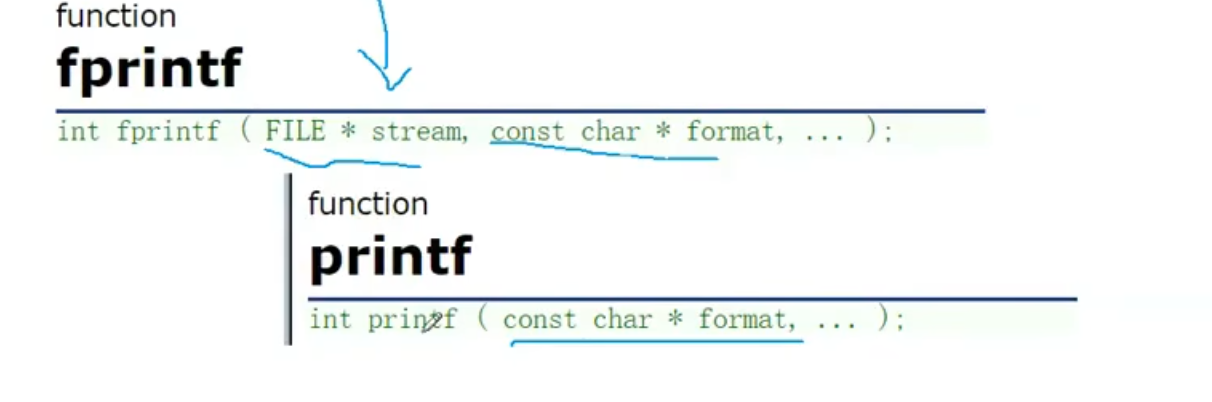 function
fprintf
int fprintf ( FILE * stream, const char * format, ... );
function
printf
int printf ( const char * format, ... );